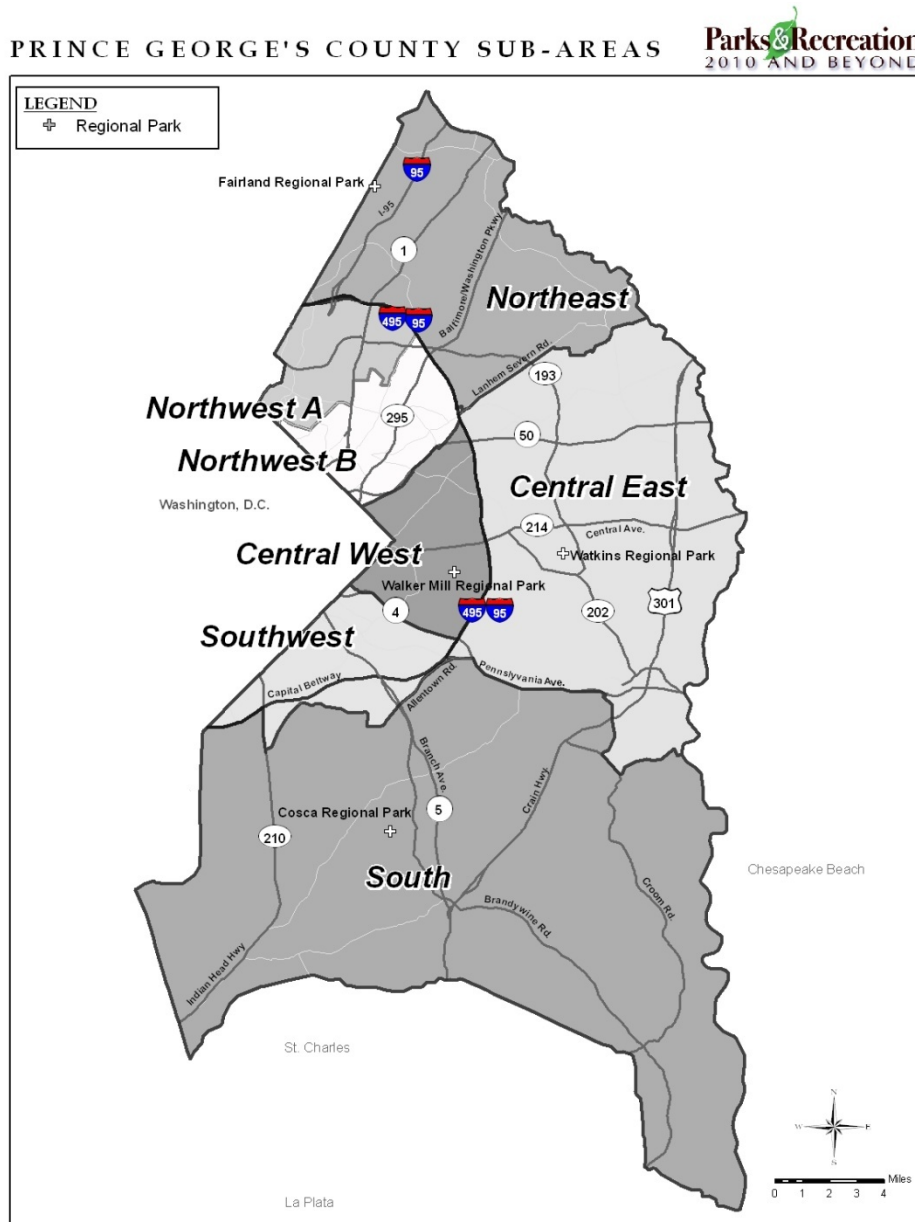 PRINCE GEORGE'S COUNTY SUB-AREAS
Parks&Recreation
2010 AND BEYOND
LEGEND
Regional Park
95
Fairland Regional Park
I-95
1
Baltimore/Washington Pkwy
Northeast
495 95
Lanhem Severn Rd.
193
Northwest A
295
50
Northwest B
Central East
Washington, D.C.
214
Central Ave.
Central West
Watkins Regional Park
Walker Mill Regional Park
301
4
495 95
202
Southwest
Pennslyvania Ave.
Capital Beltway
Allentown Rd.
Branch Ave.
Crain Hwy.
Cosca Regional Park
5
210
Chesapeake Beach
South
Croom Rd.
Brandywine Rd.
Indian Head Hwy
St. Charles
N
W E
S
Miles
0 1 2 3 4
La Plata